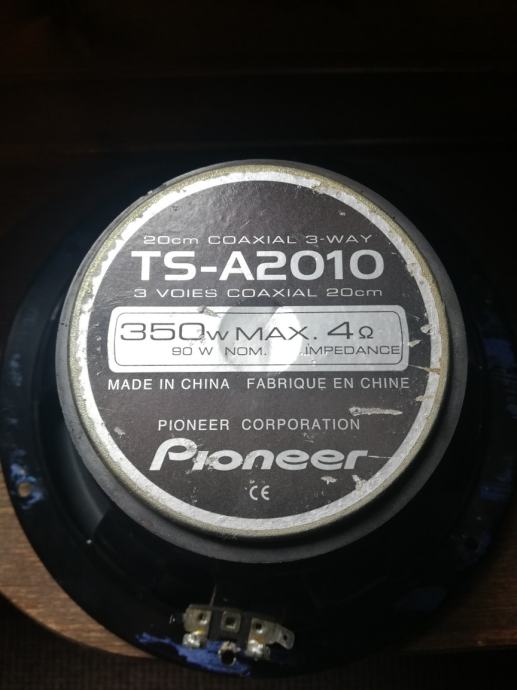 20cm COAXIAL 3-WAY
TS-A2010
3 VOIES COAXIAL 20cm
350W MAX. 4Ω
90 W NOM. IMPEDANCE
MADE IN CHINA FABRIQUE EN CHINE
PIONEER CORPORATION
Pioneer
CE